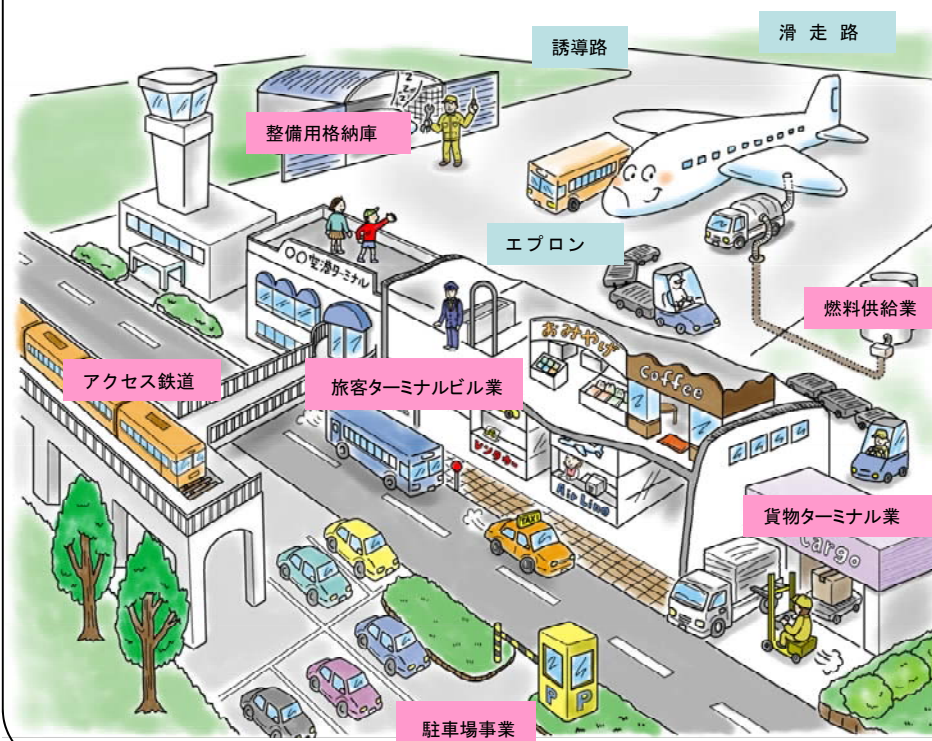 滑走路
誘導路
整備用格納庫
エプロン
〇〇空港ターミナル
燃料供給業
おみやげ
Coffee
アクセス鉄道
旅客ターミナルビル業
レンタカー
Air Line
貨物ターミナル業
Cargo
TAXI
P P
駐車場事業